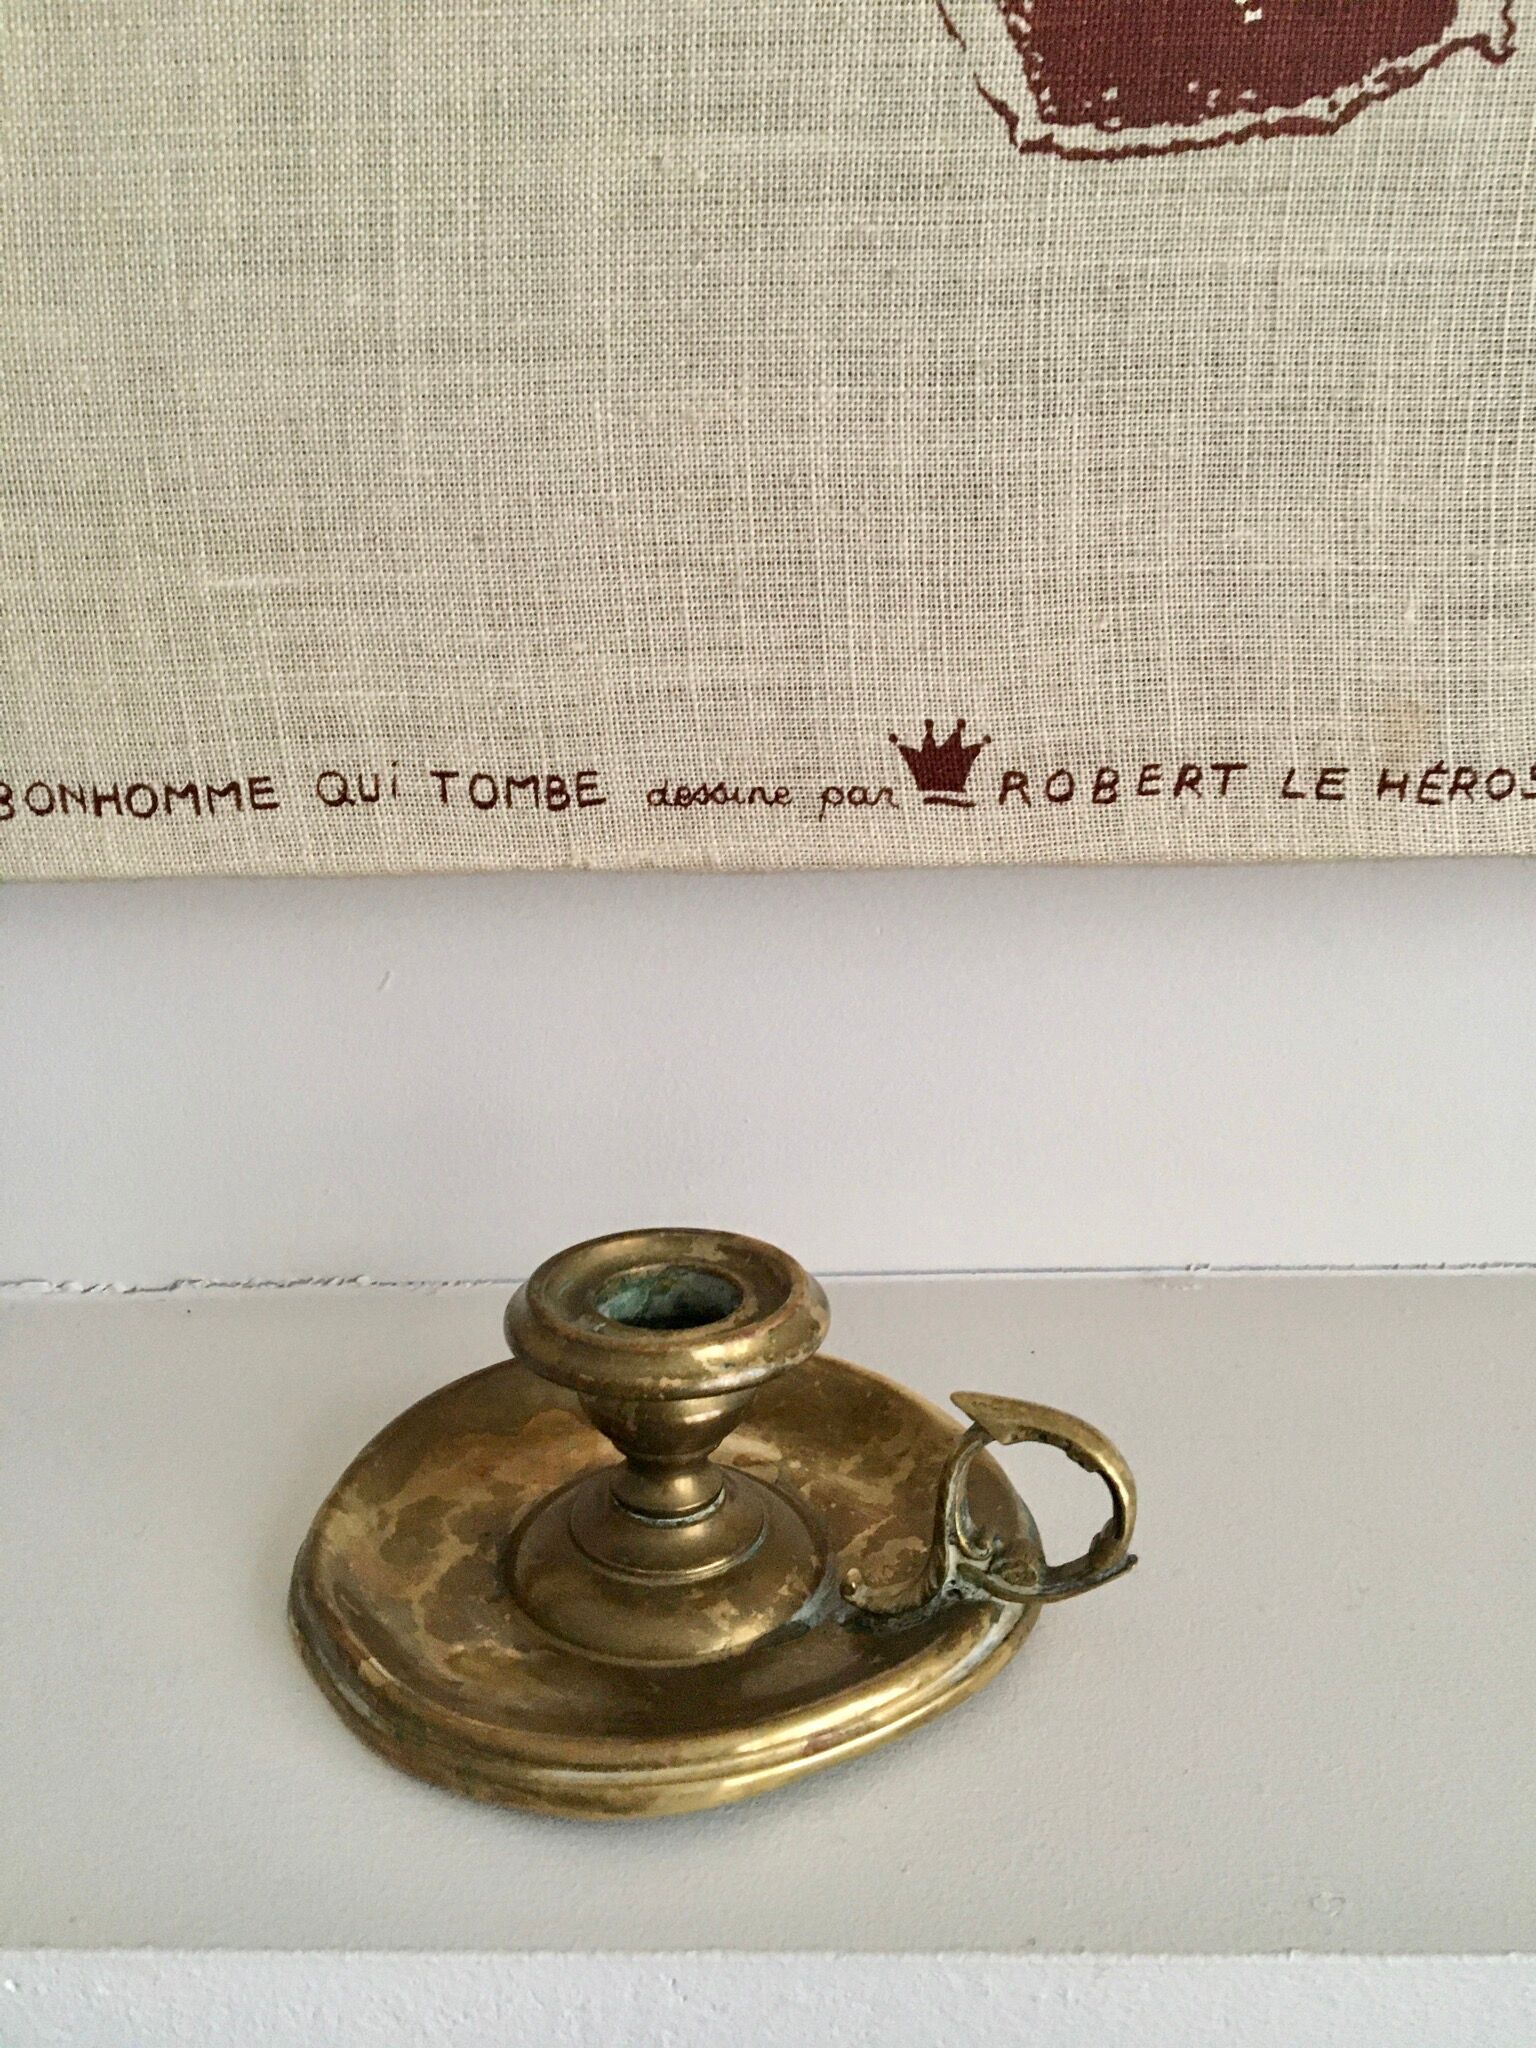 BONHOMME QUi TOMBE dessine par ROBERT LE HÉROS